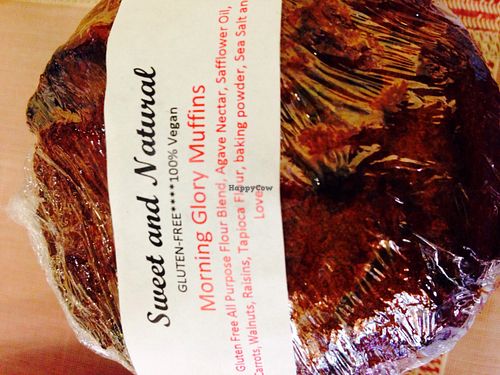 Sweet and Natural
GLUTEN-FREE****100% Vegan
Morning Glory Muffins
Gluten Free All Purpose Flour Blend, Agave Nectar, Safflower Oil,
Carrots, Walnuts, Raisins, Tapioca Flour, baking powder, Sea Salt and
Love
HappyCow